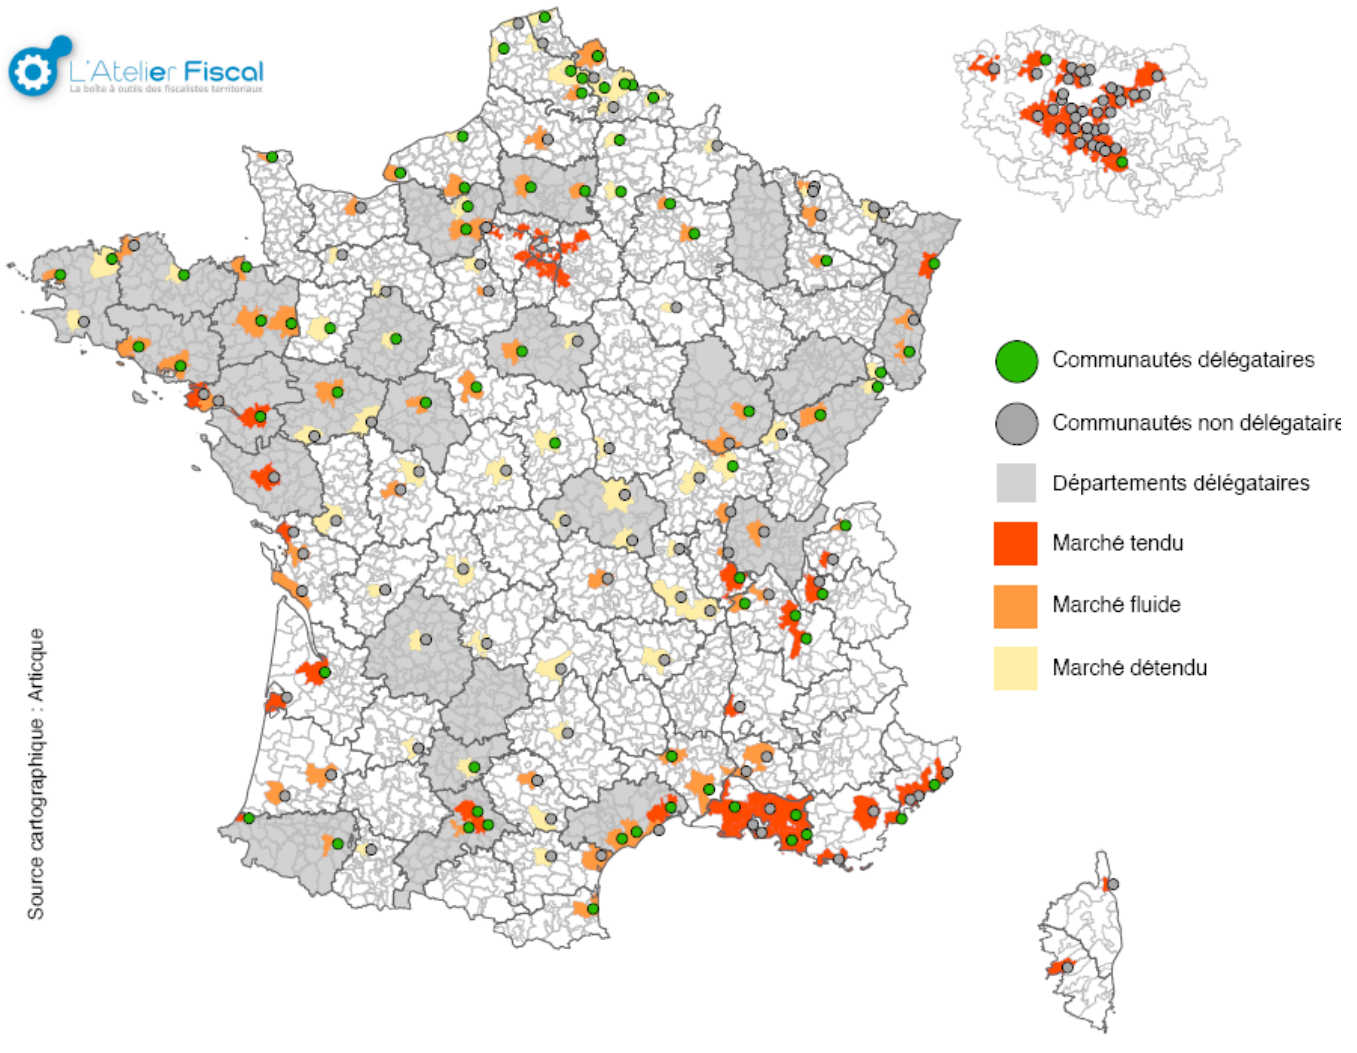 L'Atelier Fiscal
La boîte à outils des fiscalistes territoriaux
Communautés délégataires
Communautés non délégataire
Départements délégataires
Marché tendu
Marché fluide
Marché détendu
Source cartographique : Articque